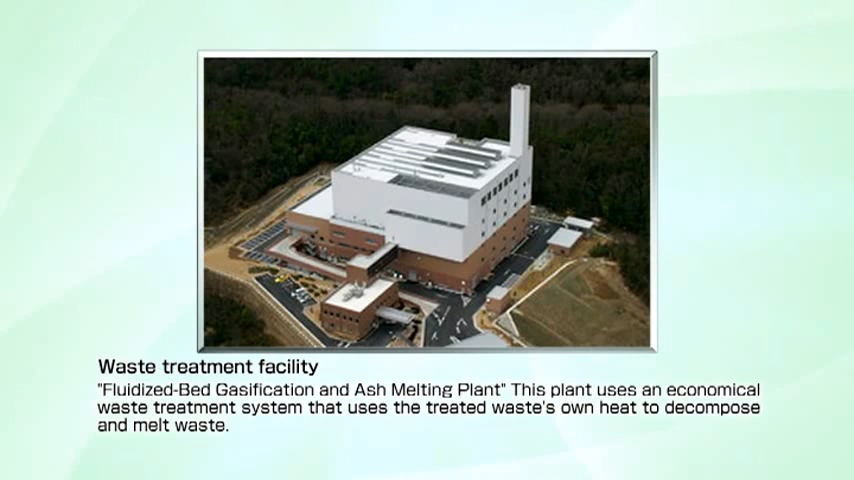 Waste treatment facility
"Fluidized-Bed Gasification and Ash Melting Plant" This plant uses an economical
waste treatment system that uses the treated waste's own heat to decompose
and melt waste.